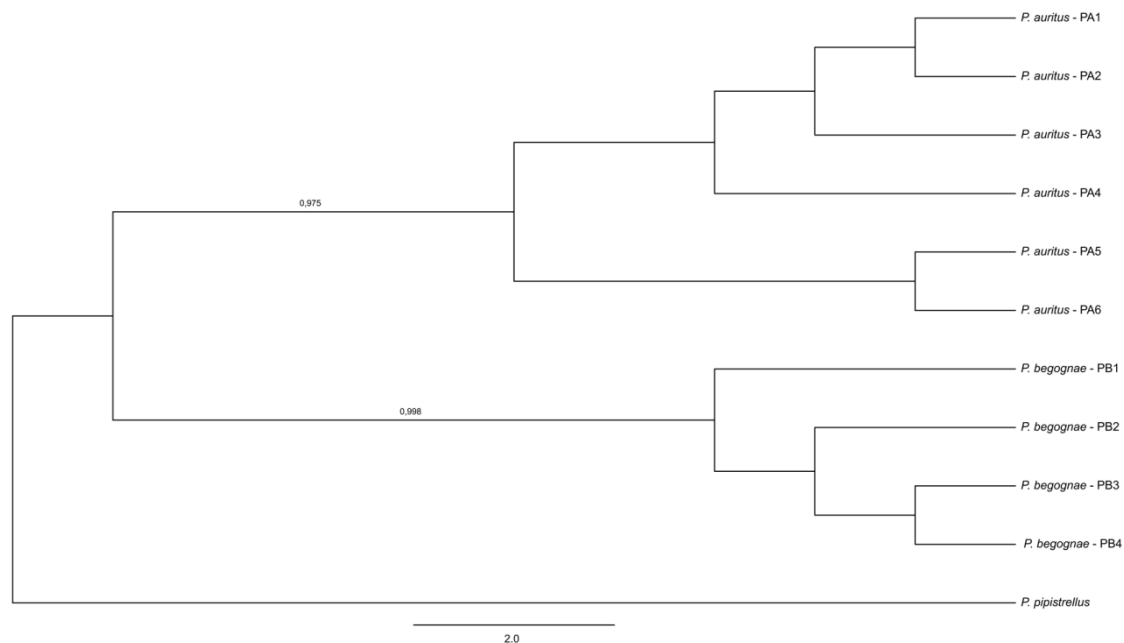 P. auritus - PA1
P. auritus - PA2
P. auritus - PA3
P. auritus - PA4
0,975
P. auritus - PA5
P. auritus - PA6
P. begognae - PB1
0,998
P. begognae - PB2
P. begognae - PB3
P. begognae - PB4
P. pipistrellus
2.0